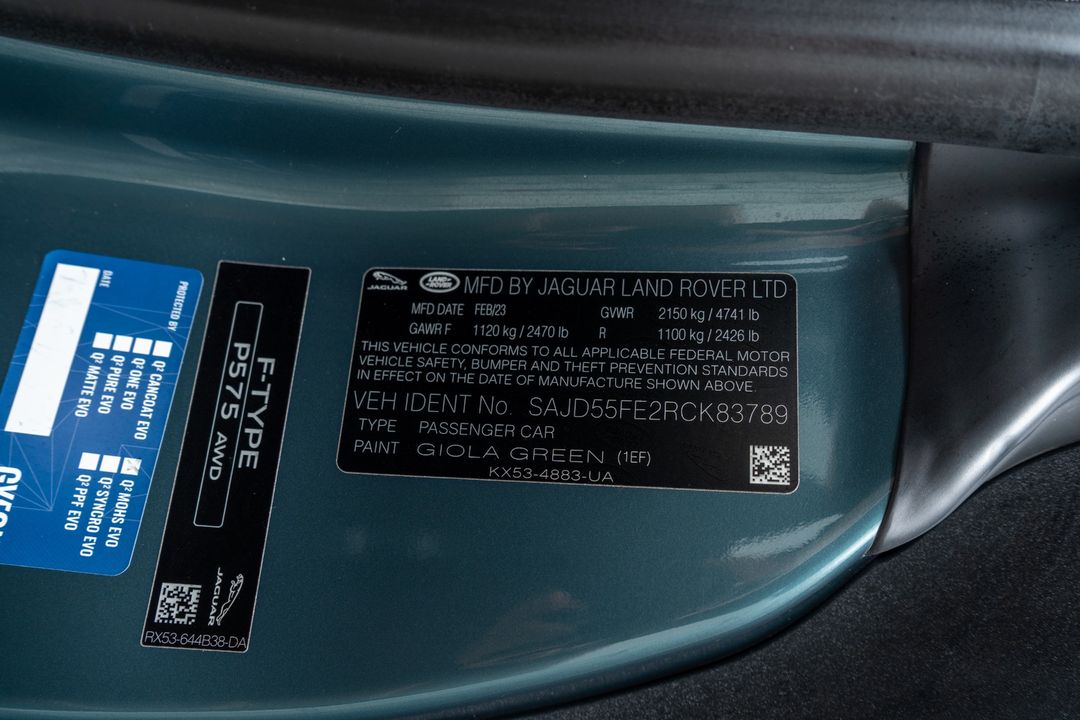 JAGUAR LAND ROVER MFD BY JAGUAR LAND ROVER LTD
MFD DATE FEB/23 GVWR 2150 kg / 4741 lb
GAWR F 1120 kg / 2470 lb R 1100 kg / 2426 lb
THIS VEHICLE CONFORMS TO ALL APPLICABLE FEDERAL MOTOR
VEHICLE SAFETY, BUMPER AND THEFT PREVENTION STANDARDS
IN EFFECT ON THE DATE OF MANUFACTURE SHOWN ABOVE.
VEH IDENT No. SAJD55FE2RCK83789
TYPE PASSENGER CAR
PAINT GIOLA GREEN (1EF)
KX53-4883-UA
F-TYPE
P575 AWD
JAGUAR
RX53-644B38-DA
PROTECTED BY
DATE
Q² CANCOAT EVO
Q² ONE EVO
Q² PURE EVO
Q² MATTE EVO
Q² MOHS EVO
Q² SYNCRO EVO
Q² PPF EVO